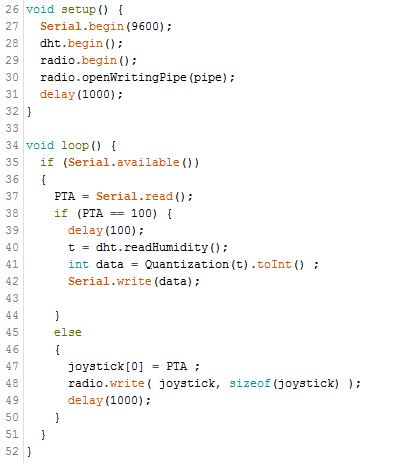 26 void setup() {
27   Serial.begin(9600);
28   dht.begin();
29   radio.begin();
30   radio.openWritingPipe(pipe);
31   delay(1000);
32 }
33
34 void loop() {
35   if (Serial.available())
36   {
37     PTA = Serial.read();
38     if (PTA == 100) {
39       delay(100);
40       t = dht.readHumidity();
41       int data = Quantization(t).toInt() ;
42       Serial.write(data);
43
44     }
45     else
46     {
47       joystick[0] = PTA ;
48       radio.write( joystick, sizeof(joystick) );
49       delay(1000);
50     }
51   }
52 }